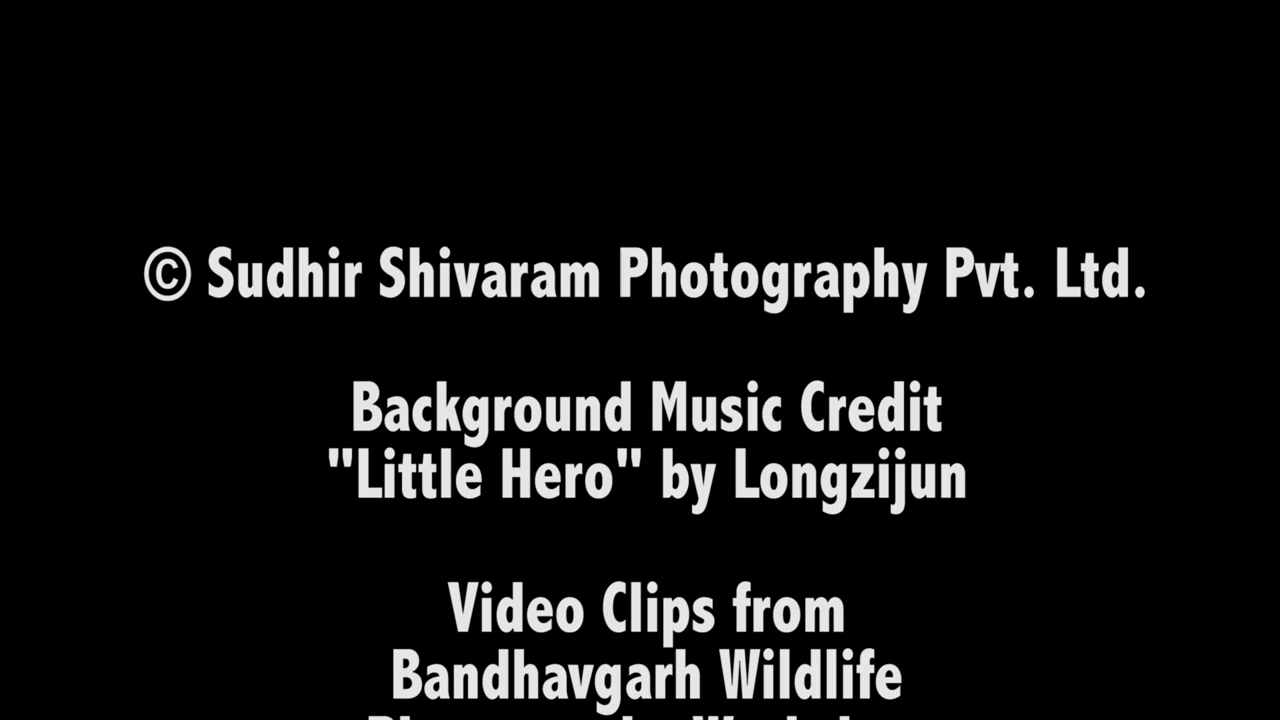 © Sudhir Shivaram Photography Pvt. Ltd.
Background Music Credit
"Little Hero" by Longzijun
Video Clips from
Bandhavgarh Wildlife